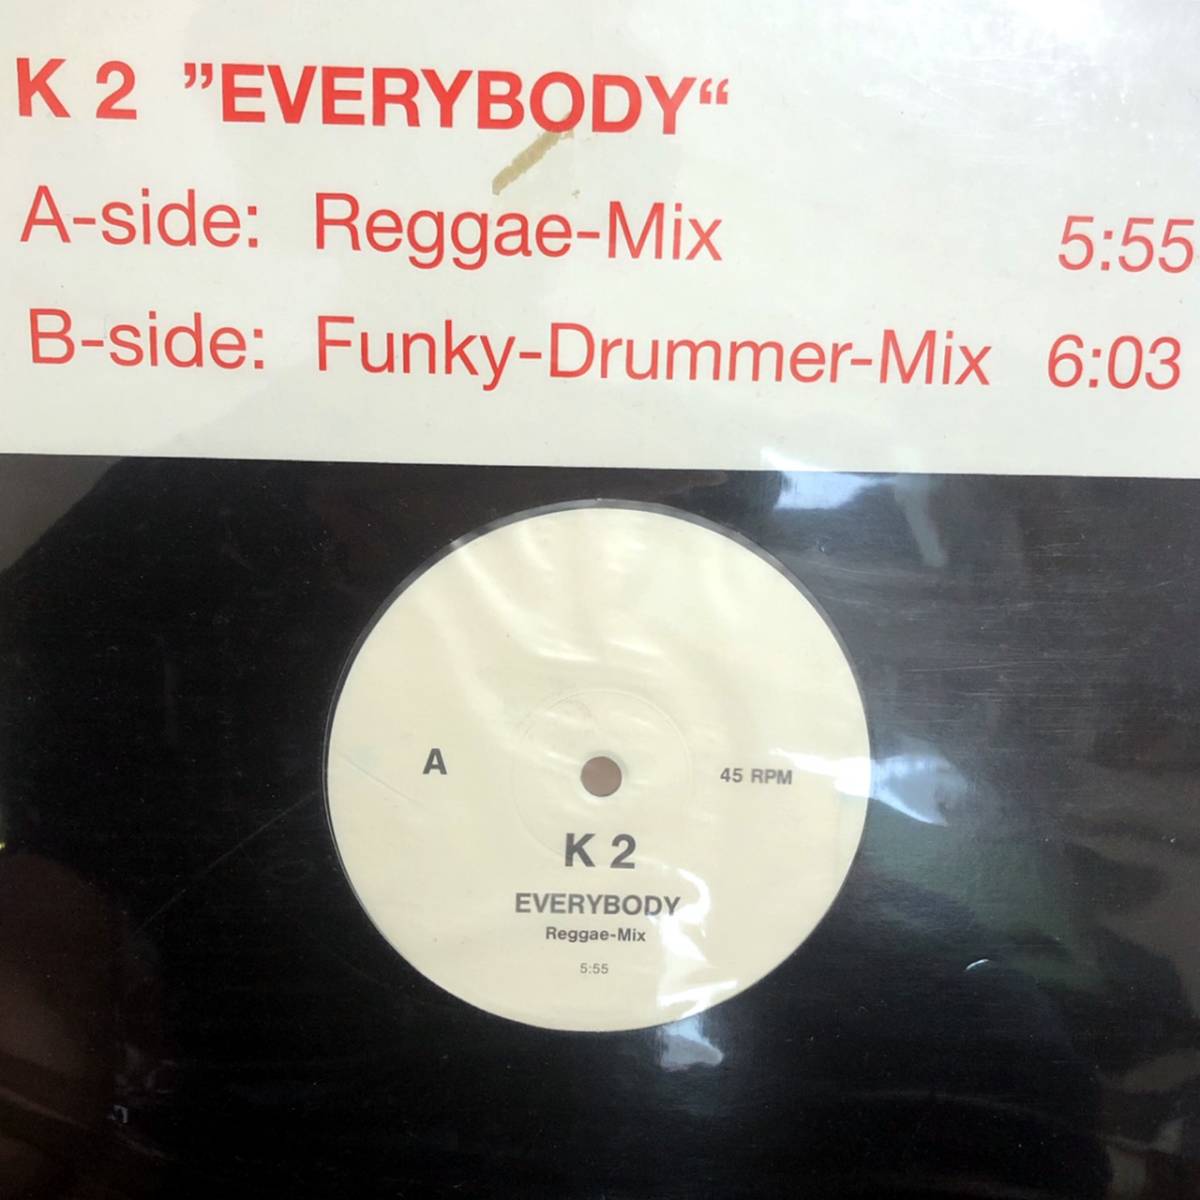 K 2 ”EVERYBODY“
A-side: Reggae-Mix 5:55
B-side: Funky-Drummer-Mix 6:03
A
45 RPM
K 2
EVERYBODY
Reggae-Mix
5:55